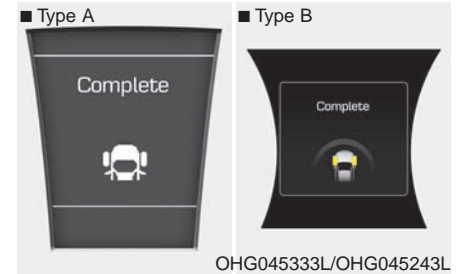 ■ Type A
■ Type B
Complete
Complete
OHG045333L/OHG045243L